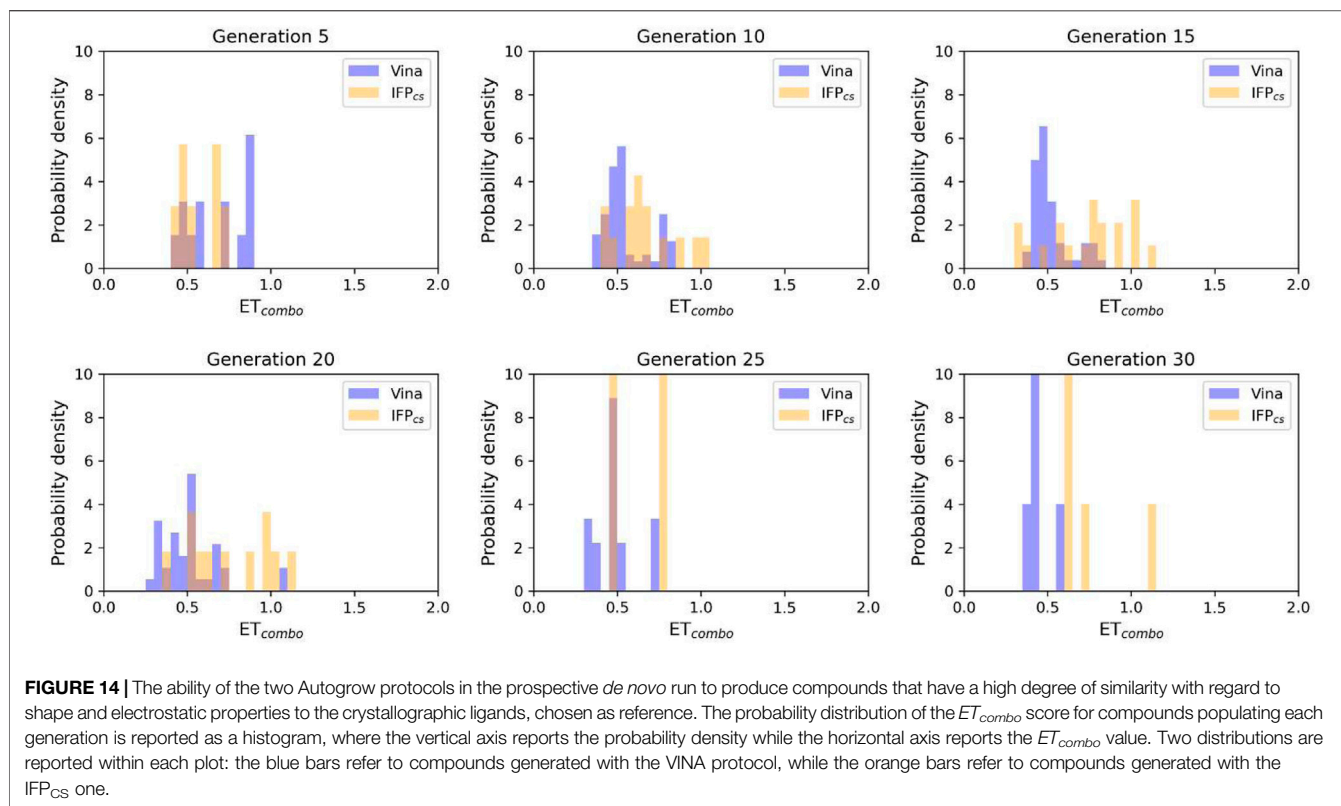 Generation 5
10
8
6
4
2
0
Probability density
Vina
IFPcs
0.0 0.5 1.0 1.5 2.0
ETcombo
Generation 10
10
8
6
4
2
0
Probability density
Vina
IFPcs
0.0 0.5 1.0 1.5 2.0
ETcombo
Generation 15
10
8
6
4
2
0
Probability density
Vina
IFPcs
0.0 0.5 1.0 1.5 2.0
ETcombo
Generation 20
10
8
6
4
2
0
Probability density
Vina
IFPcs
0.0 0.5 1.0 1.5 2.0
ETcombo
Generation 25
10
8
6
4
2
0
Probability density
Vina
IFPcs
0.0 0.5 1.0 1.5 2.0
ETcombo
Generation 30
10
8
6
4
2
0
Probability density
Vina
IFPcs
0.0 0.5 1.0 1.5 2.0
ETcombo
FIGURE 14 | The ability of the two Autogrow protocols in the prospective de novo run to produce compounds that have a high degree of similarity with regard to
shape and electrostatic properties to the crystallographic ligands, chosen as reference. The probability distribution of the ETcombo score for compounds populating each
generation is reported as a histogram, where the vertical axis reports the probability density while the horizontal axis reports the ETcombo value. Two distributions are
reported within each plot: the blue bars refer to compounds generated with the VINA protocol, while the orange bars refer to compounds generated with the
IFPCS one.